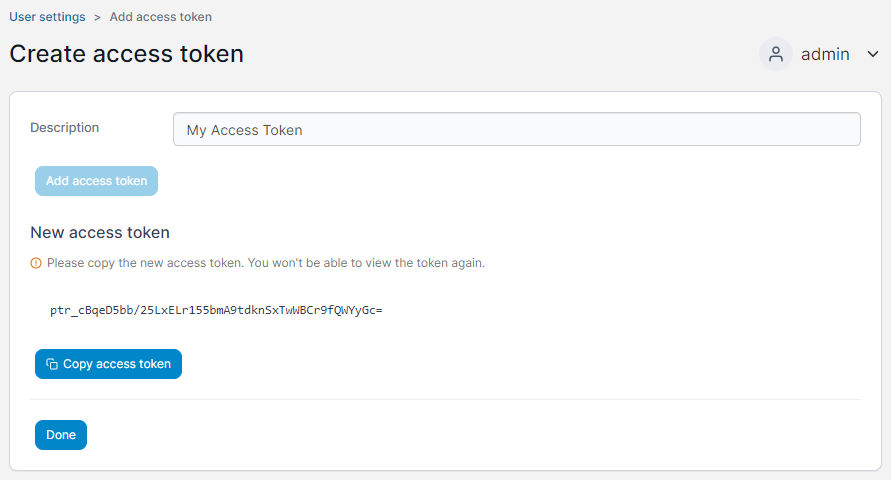 User settings > Add access token
Create access token
admin
Description
My Access Token
Add access token
New access token
Please copy the new access token. You won't be able to view the token again.
ptr_cBqeD5bb/25LxELr155bmA9tdknSxTwWBCr9fQWYyGc=
Copy access token
Done